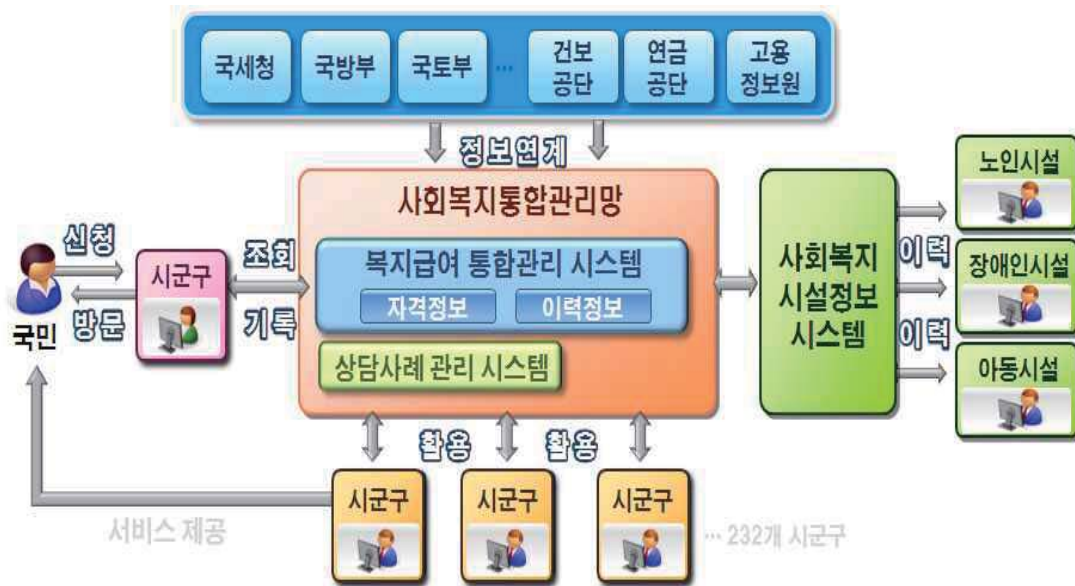 국세청
국방부
국토부
...
건보
공단
연금
공단
고용
정보원
정보연계
사회복지통합관리망
복지급여 통합관리 시스템
자격정보
이력정보
상담사례 관리 시스템
신청
방문
국민
시군구
조회
기록
사회복지
시설정보
시스템
이력
이력
노인시설
장애인시설
아동시설
활용
활용
시군구
시군구
시군구
서비스 제공
... 232개 시군구